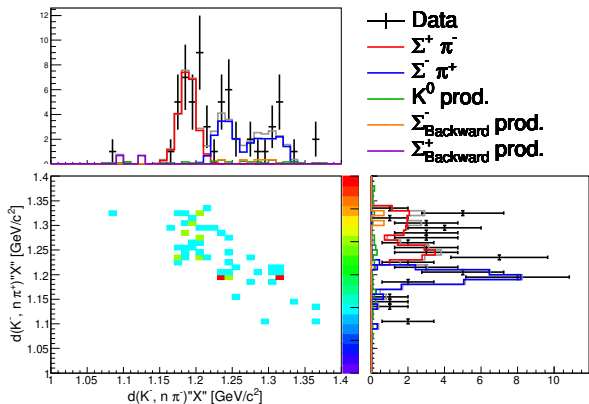 12
10
8
6
4
2
0
Data
Σ⁺ π⁻
Σ⁻ π⁺
K⁰ prod.
Σ⁻Backward prod.
Σ⁺Backward prod.
1.4
1.35
1.3
1.25
1.2
1.15
1.1
1.05
1
d(K⁻, n π⁺)"X" [GeV/c²]
1 1.05 1.1 1.15 1.2 1.25 1.3 1.35 1.4
d(K⁻, n π⁻)"X" [GeV/c²]
0 2 4 6 8 10